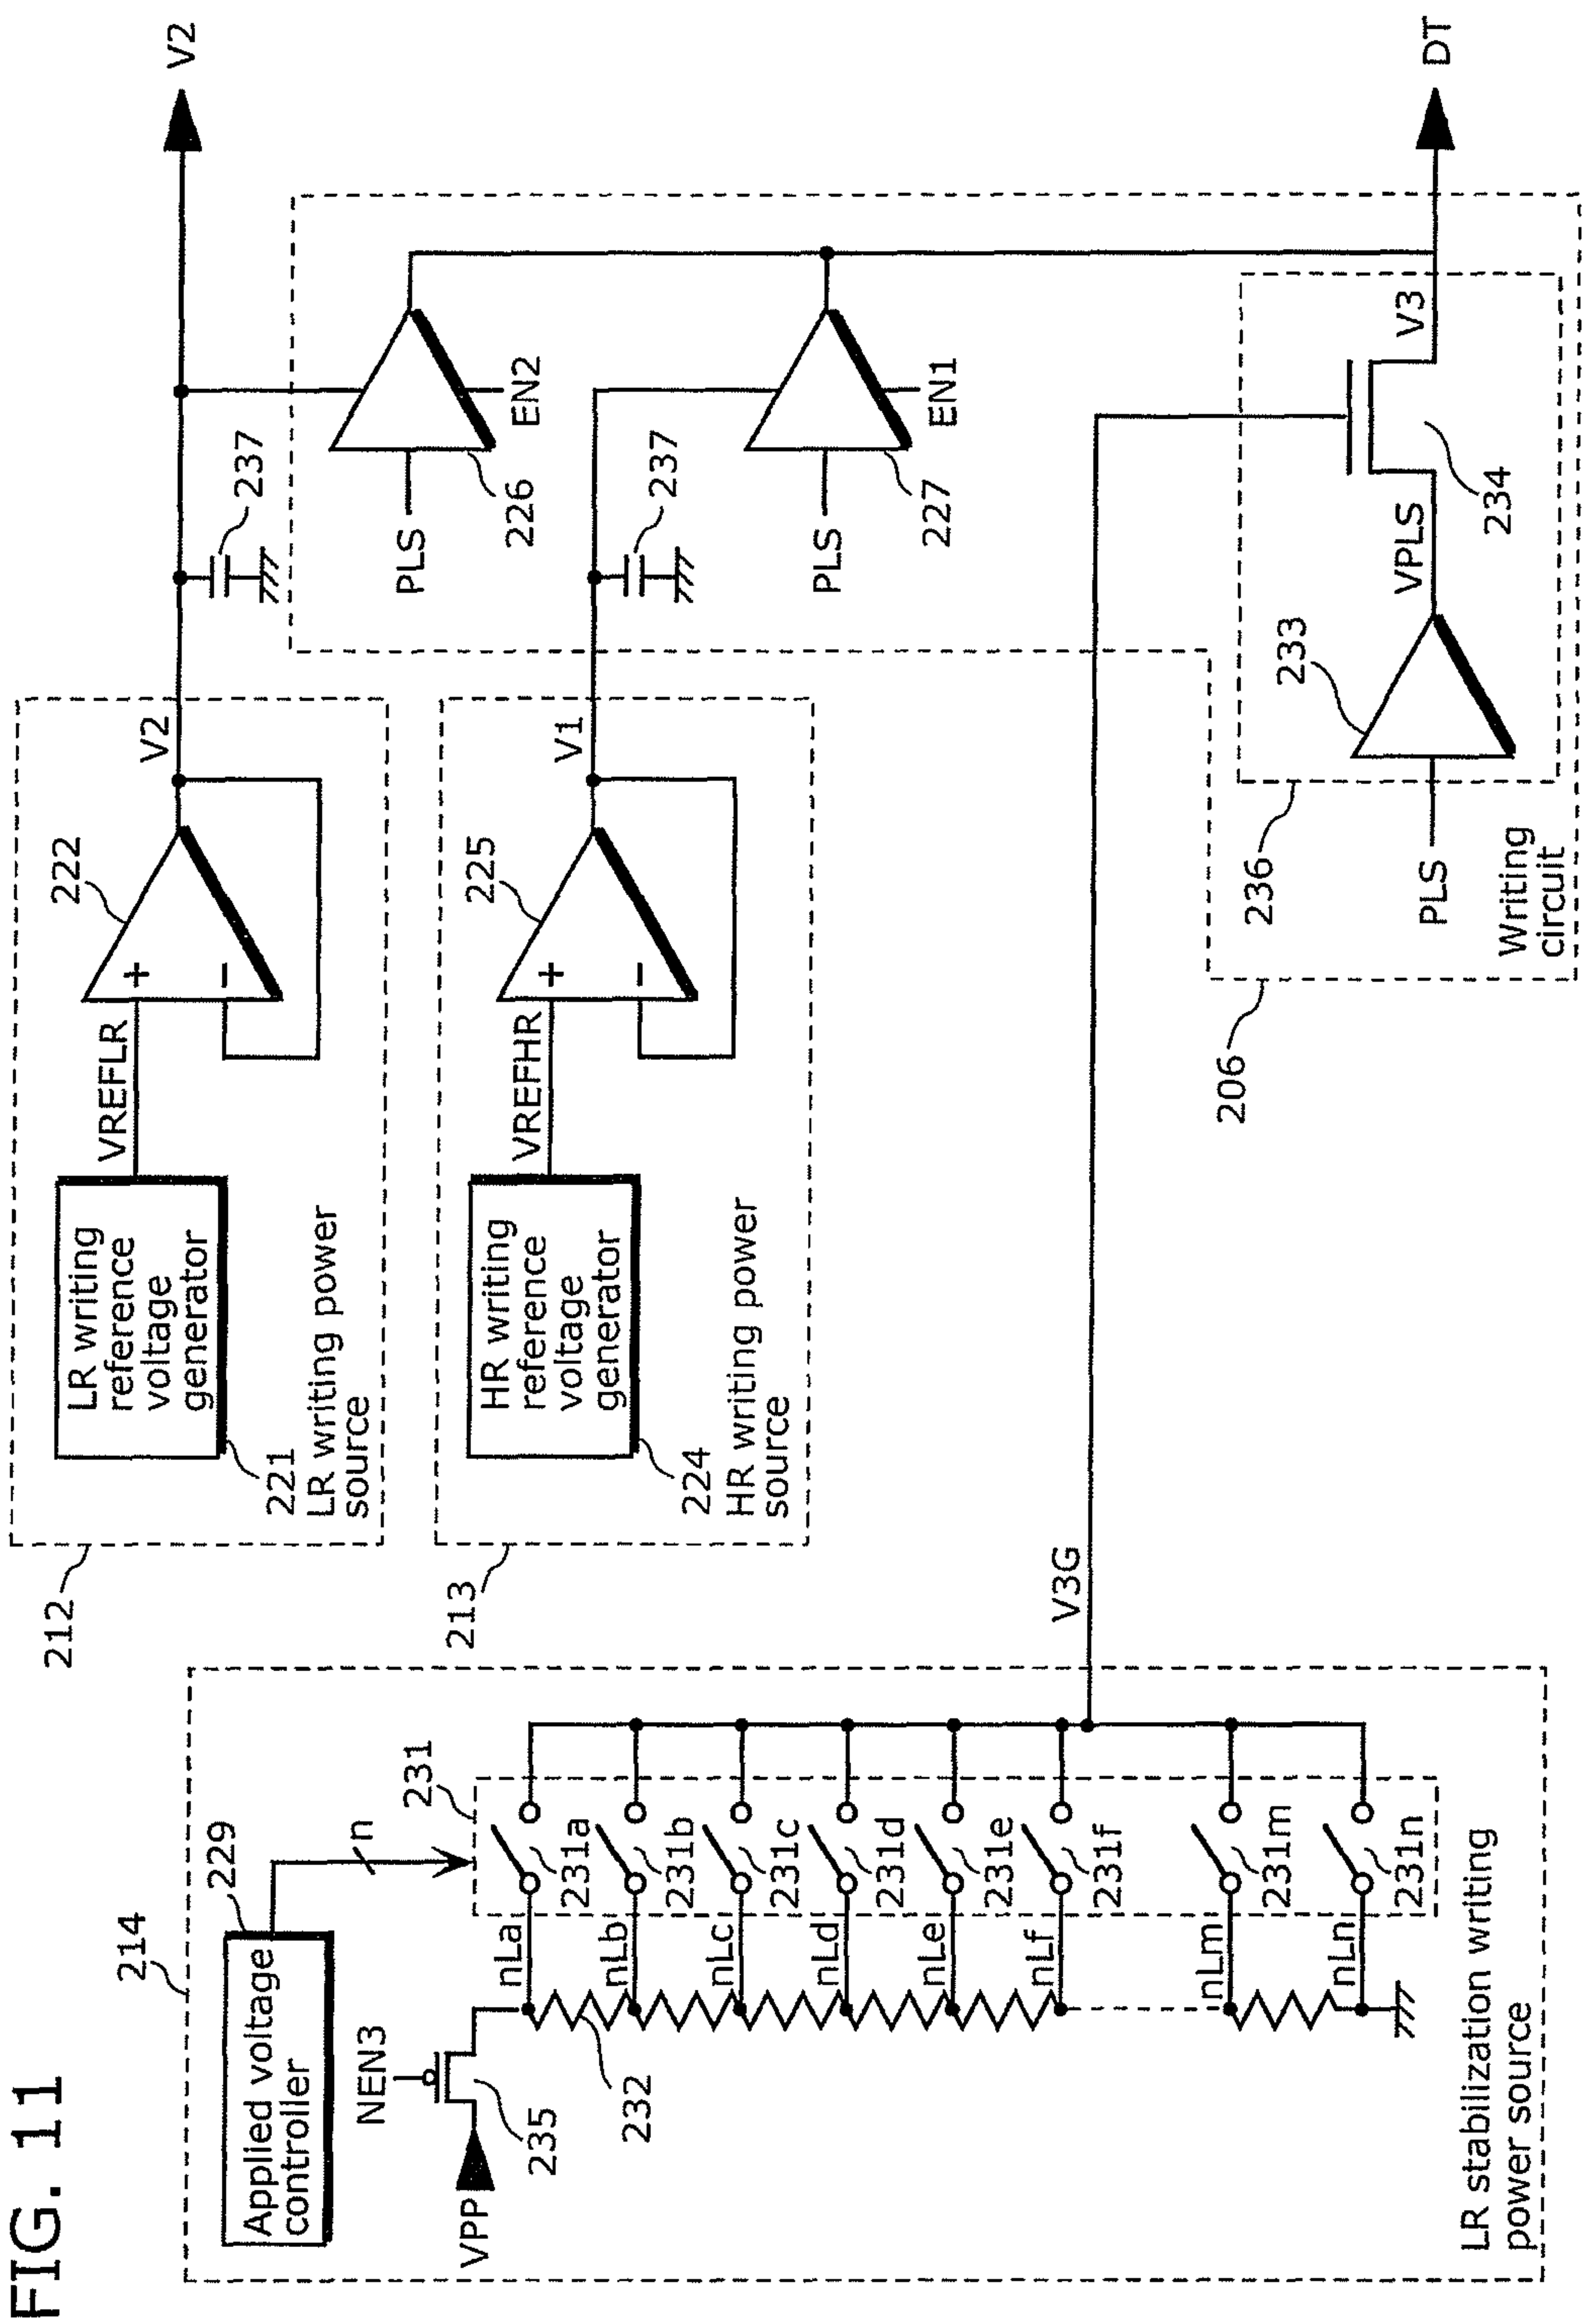 FIG. 11
212
LR writing
reference
voltage
generator
221
VREFLR
+
−
222
V2
LR writing power
source
237
V2
213
HR writing
reference
voltage
generator
224
VREFHR
+
−
225
V1
HR writing power
source
237
PLS
226
EN2
PLS
227
EN1
214
Applied voltage
controller
229
n
231
NEN3
VPP
235
232
nLa
231a
nLb
231b
nLc
231c
nLd
231d
nLe
231e
nLf
231f
nLm
231m
nLn
231n
LR stabilization writing
power source
V3G
206
236
233
PLS
VPLS
234
V3
DT
Writing
circuit